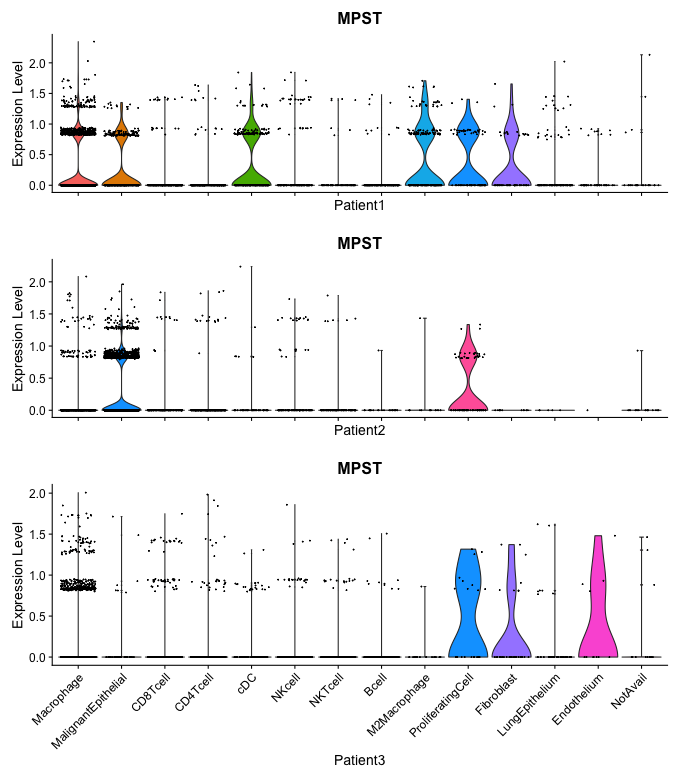 MPST
Expression Level
2.0
1.5
1.0
0.5
0.0
Patient1
MPST
Expression Level
2.0
1.5
1.0
0.5
0.0
Patient2
MPST
Expression Level
2.0
1.5
1.0
0.5
0.0
Macrophage
MalignantEpithelial
CD8Tcell
CD4Tcell
cDC
NKcell
NKTcell
Bcell
M2Macrophage
ProliferatingCell
Fibroblast
LungEpithelium
Endothelium
NotAvail
Patient3